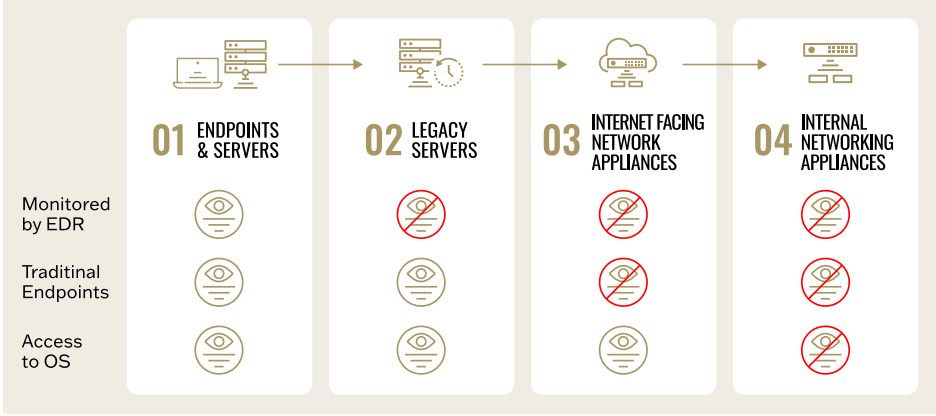 01 ENDPOINTS
& SERVERS
02 LEGACY
SERVERS
03 INTERNET FACING
NETWORK
APPLIANCES
04 INTERNAL
NETWORKING
APPLIANCES
Monitored
by EDR
Traditinal
Endpoints
Access
to OS